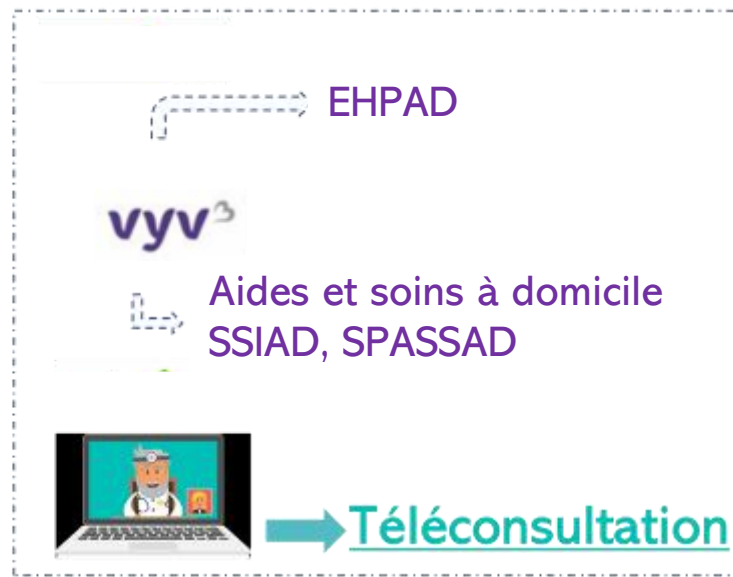 EHPAD
vyv3
Aides et soins à domicile
SSIAD, SPASSAD
Téléconsultation